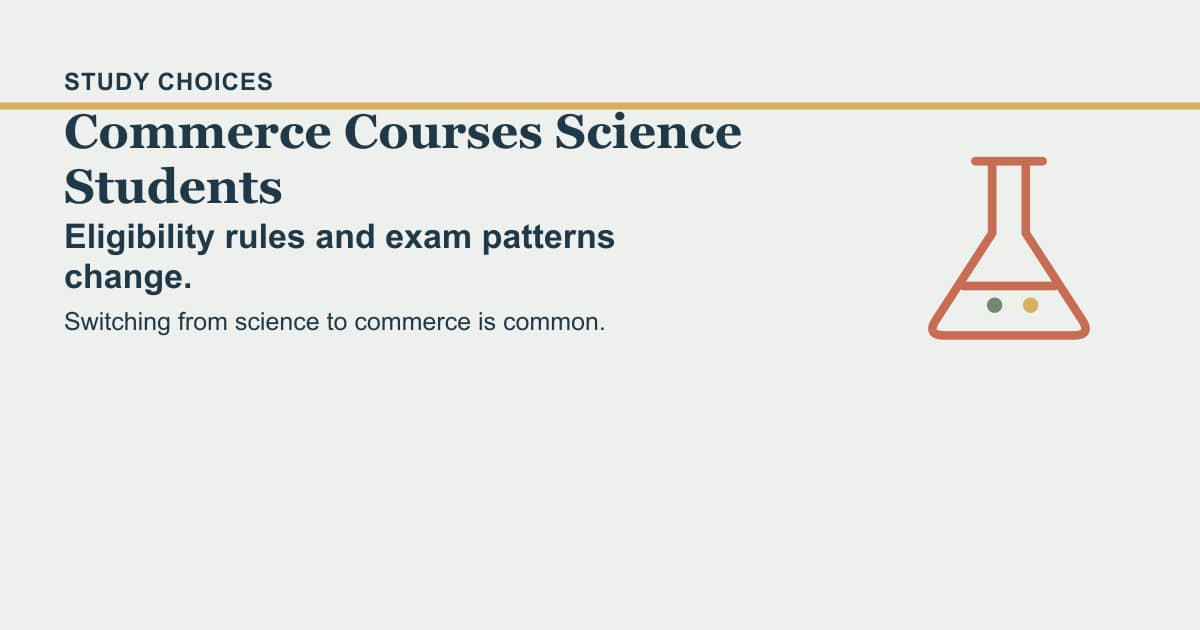 STUDY CHOICES
Commerce Courses Science
Students
Eligibility rules and exam patterns
change.
Switching from science to commerce is common.